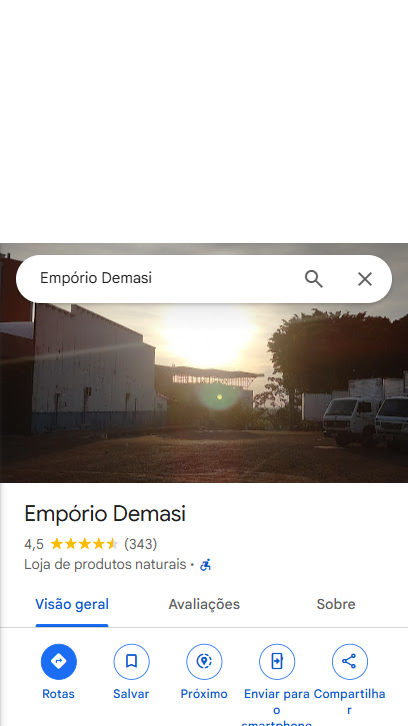 Empório Demasi
Empório Demasi
4,5 (343)
Loja de produtos naturais ·
Visão geral Avaliações Sobre
Rotas Salvar Próximo Enviar para o smartphone Compartilhar